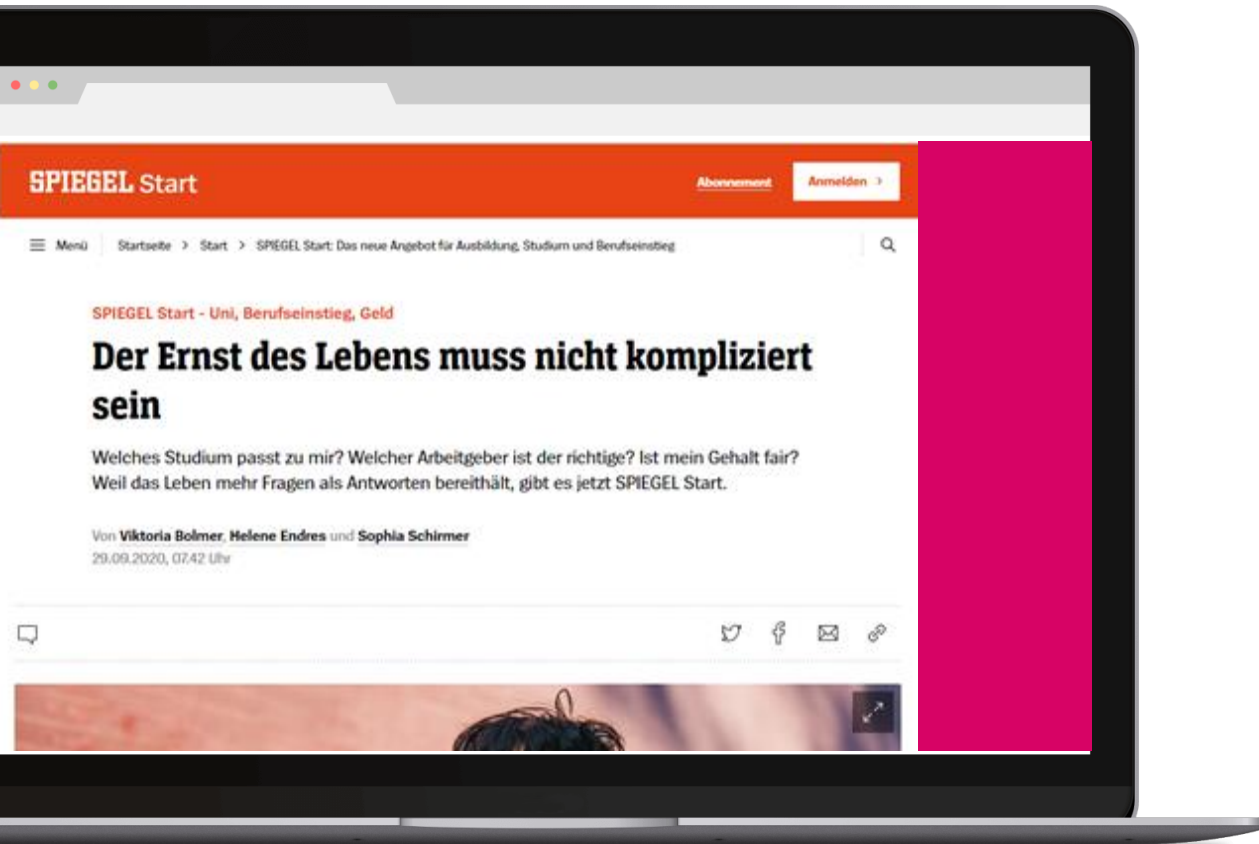 SPIEGEL Start
Abonnement
Anmelden >
Menü
Startseite > Start > SPIEGEL Start: Das neue Angebot für Ausbildung, Studium und Berufseinstieg
SPIEGEL Start - Uni, Berufseinstieg, Geld
Der Ernst des Lebens muss nicht kompliziert
sein
Welches Studium passt zu mir? Welcher Arbeitgeber ist der richtige? Ist mein Gehalt fair?
Weil das Leben mehr Fragen als Antworten bereithält, gibt es jetzt SPIEGEL Start.
Von Viktoria Bolmer, Helene Endres und Sophia Schirmer
29.09.2020, 07.42 Uhr